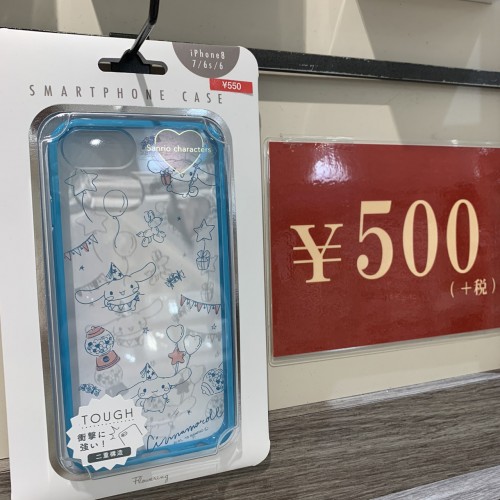 iPhone8
7/6s/6
¥550
SMARTPHONE CASE
Sanrio characters
TOUGH
衝撃に
強い!
二重構造
Cinnamoroll
¥500
(+税)